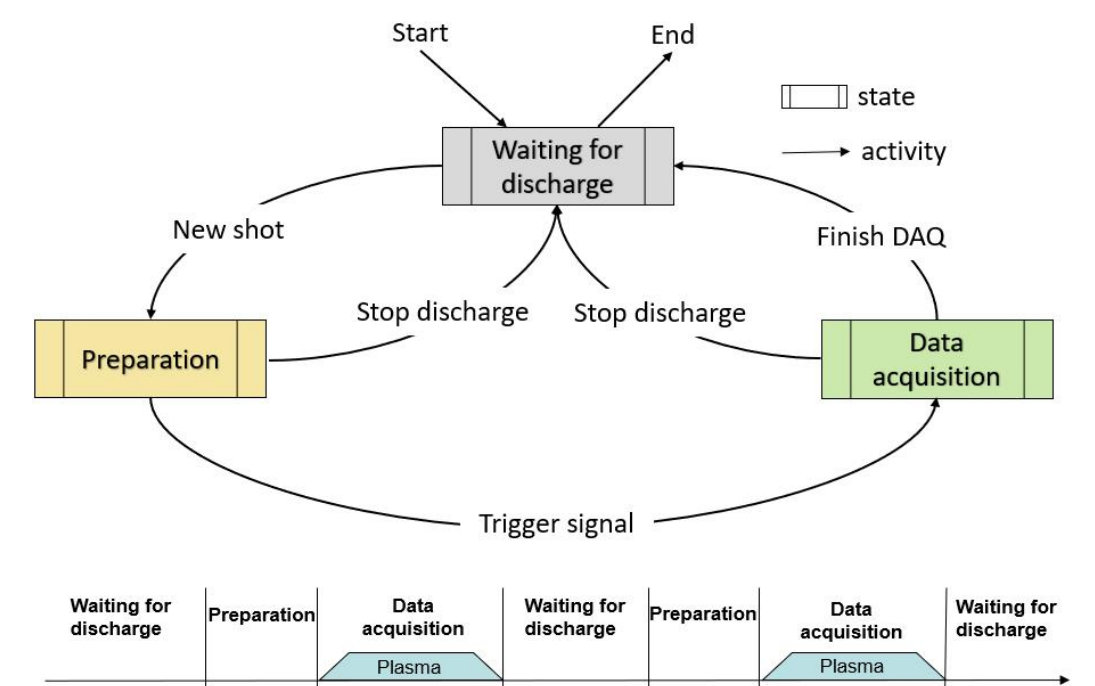 Start
End
state
activity
Waiting for
discharge
New shot
Finish DAQ
Stop discharge
Stop discharge
Preparation
Data
acquisition
Trigger signal
Waiting for
discharge
Preparation
Data
acquisition
Plasma
Waiting for
discharge
Preparation
Data
acquisition
Plasma
Waiting for
discharge